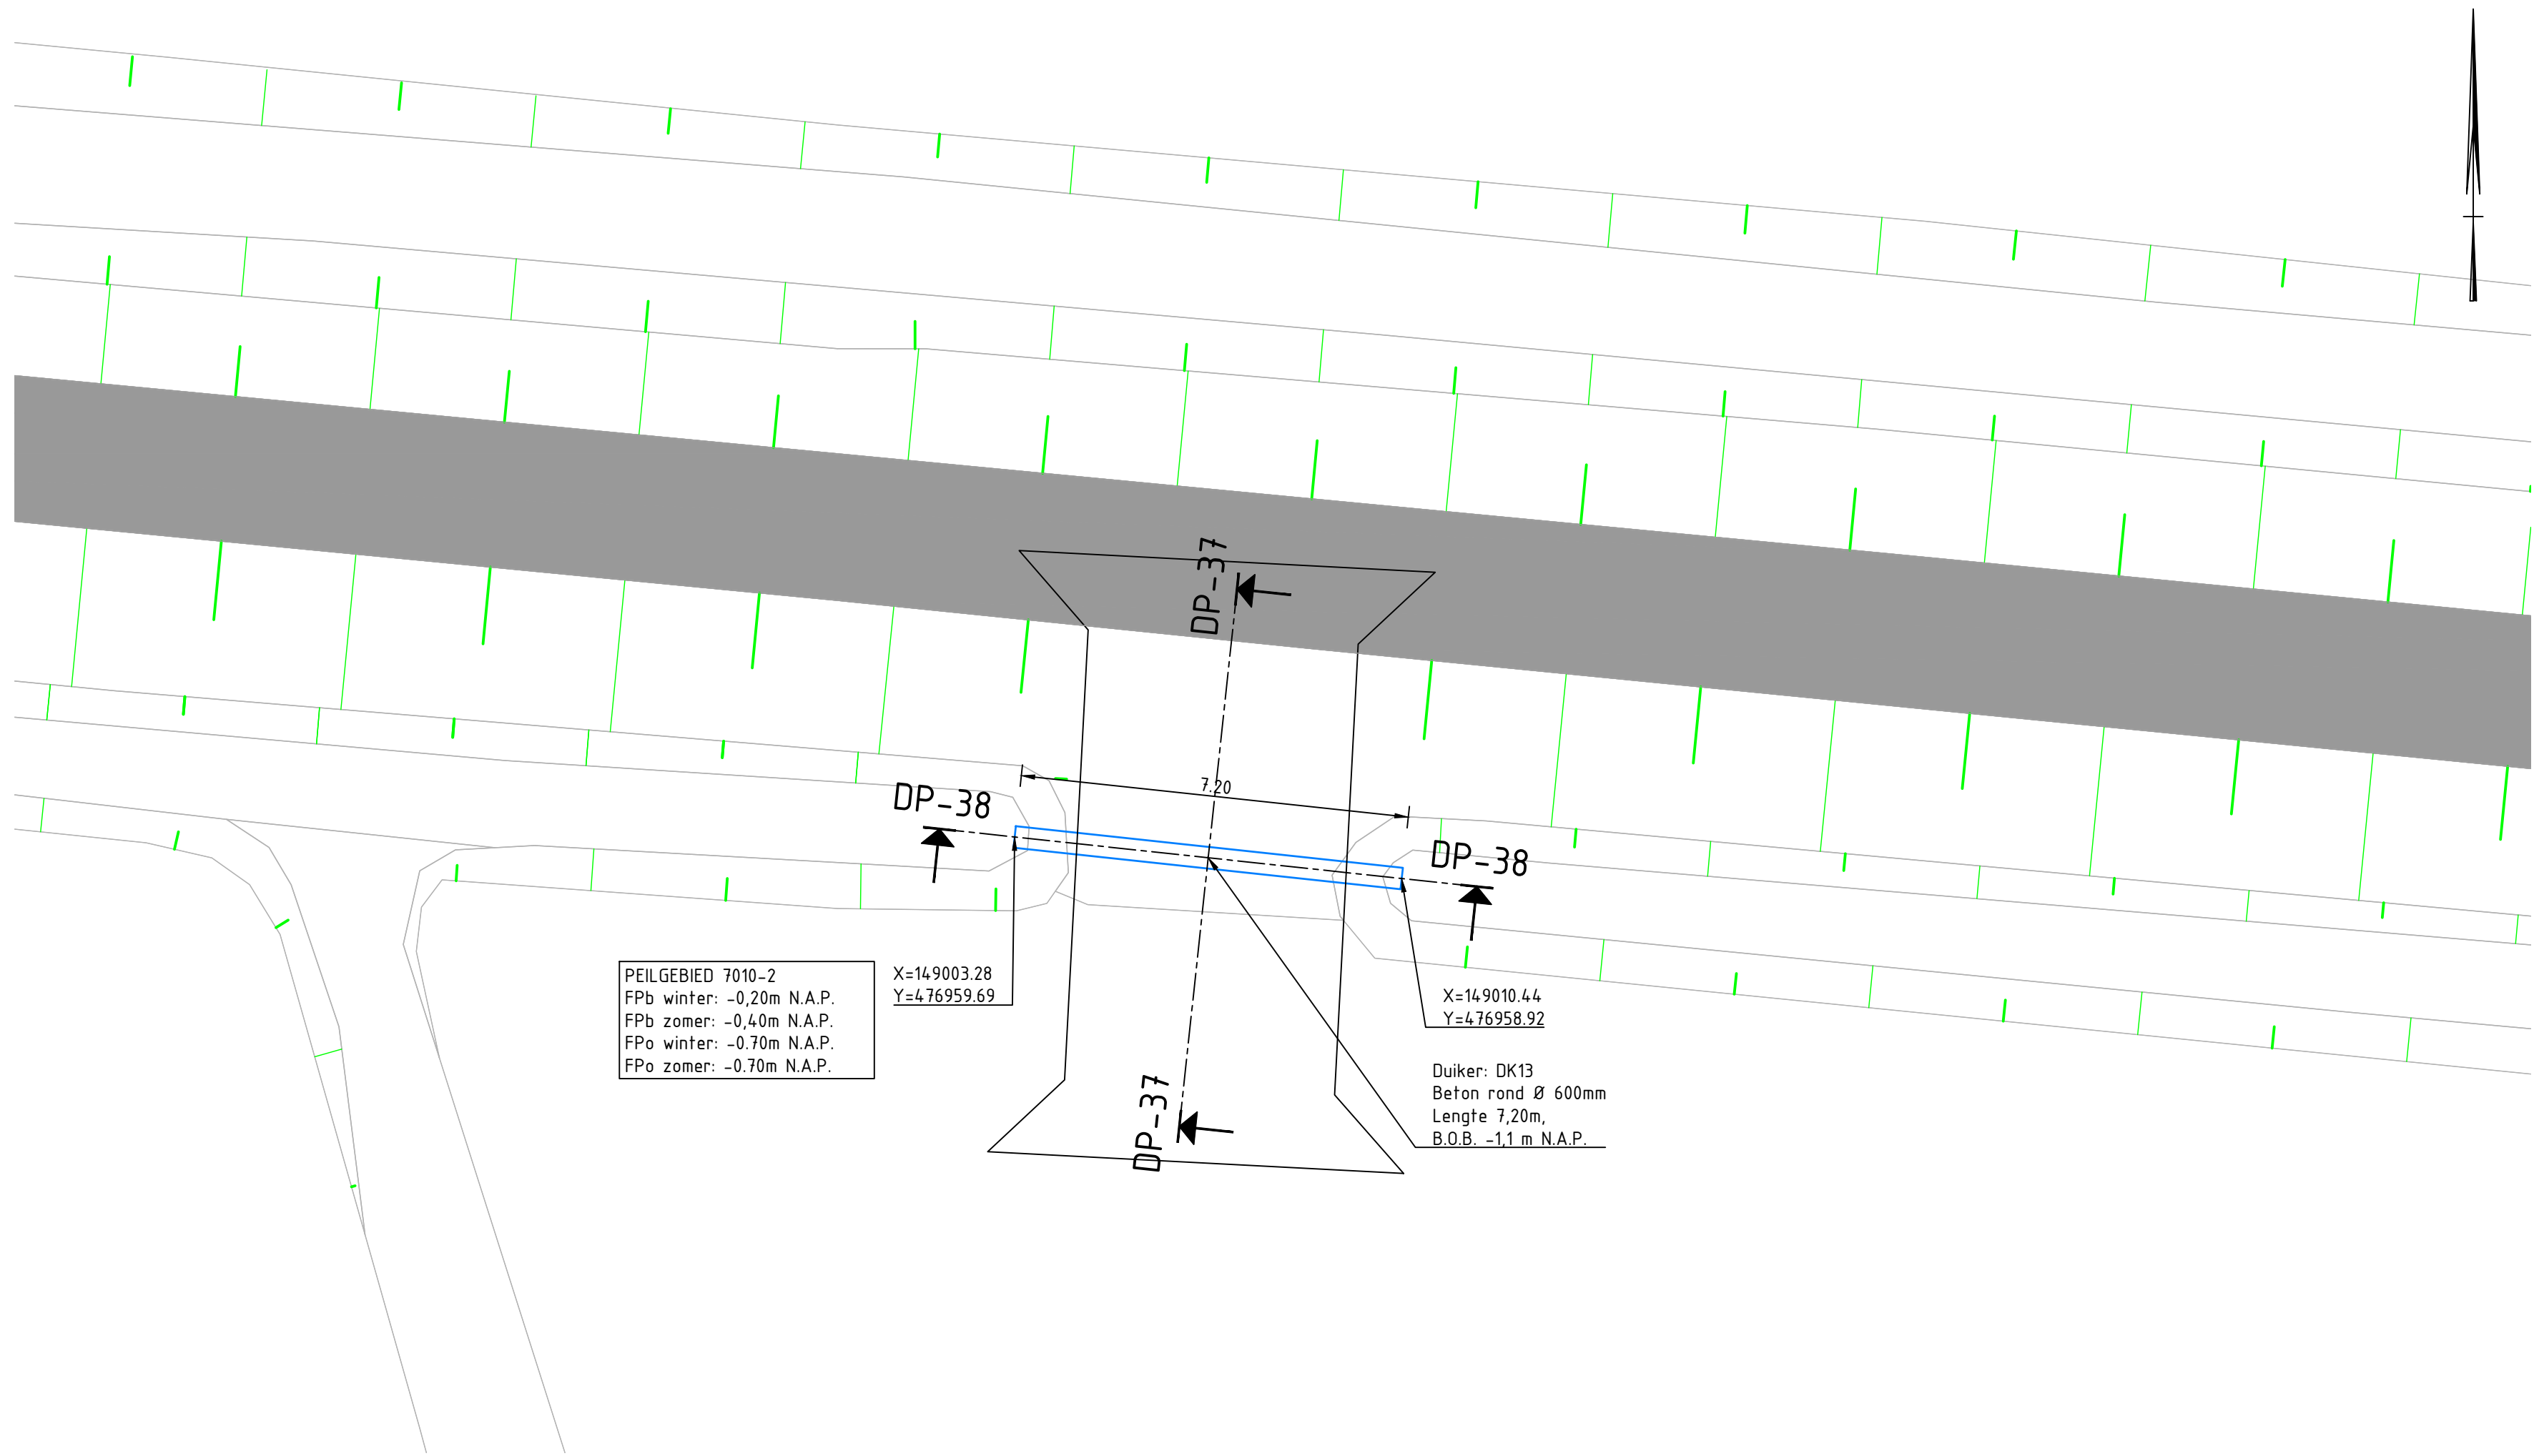 DP-37
7.20
DP-38
DP-38
PEILGEBIED 7010-2
FPb winter: -0,20m N.A.P.
FPb zomer: -0,40m N.A.P.
FPo winter: -0.70m N.A.P.
FPo zomer: -0.70m N.A.P.
X=149003.28
Y=476959.69
X=149010.44
Y=476958.92
Duiker: DK13
Beton rond Ø 600mm
Lengte 7,20m,
B.O.B. -1,1 m N.A.P.
DP-37